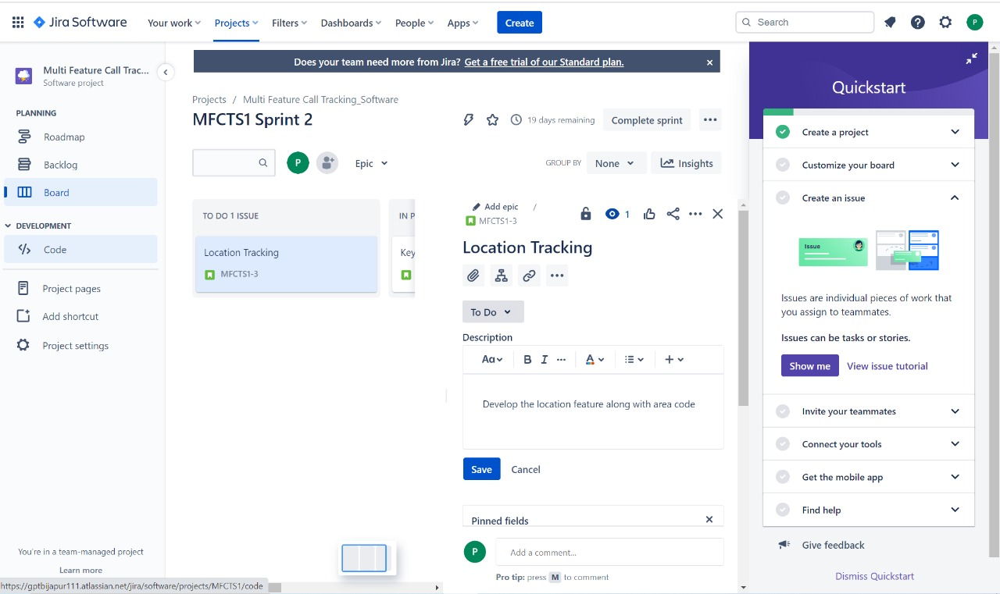 Jira Software
Your work
Projects
Filters
Dashboards
People
Apps
Create
Search
P
Multi Feature Call Trac...
Software project
PLANNING
Roadmap
Backlog
Board
DEVELOPMENT
Code
Project pages
Add shortcut
Project settings
You're in a team-managed project
Learn more
https://gptbijapur111.atlassian.net/jira/software/projects/MFCTS1/code
Does your team need more from Jira? Get a free trial of our Standard plan.
Projects / Multi Feature Call Tracking_Software
MFCTS1 Sprint 2
19 days remaining
Complete sprint
P
Epic
GROUP BY
None
Insights
TO DO 1 ISSUE
Location Tracking
MFCTS1-3
IN P
Key
Add epic /
MFCTS1-3
1
Location Tracking
To Do
Description
Aa
B
I
A
Develop the location feature along with area code
Save
Cancel
Pinned fields
P
Add a comment...
Pro tip: press M to comment
Quickstart
Create a project
Customize your board
Create an issue
Issue
Issues are individual pieces of work that
you assign to teammates.
Issues can be tasks or stories.
Show me
View issue tutorial
Invite your teammates
Connect your tools
Get the mobile app
Find help
Give feedback
Dismiss Quickstart